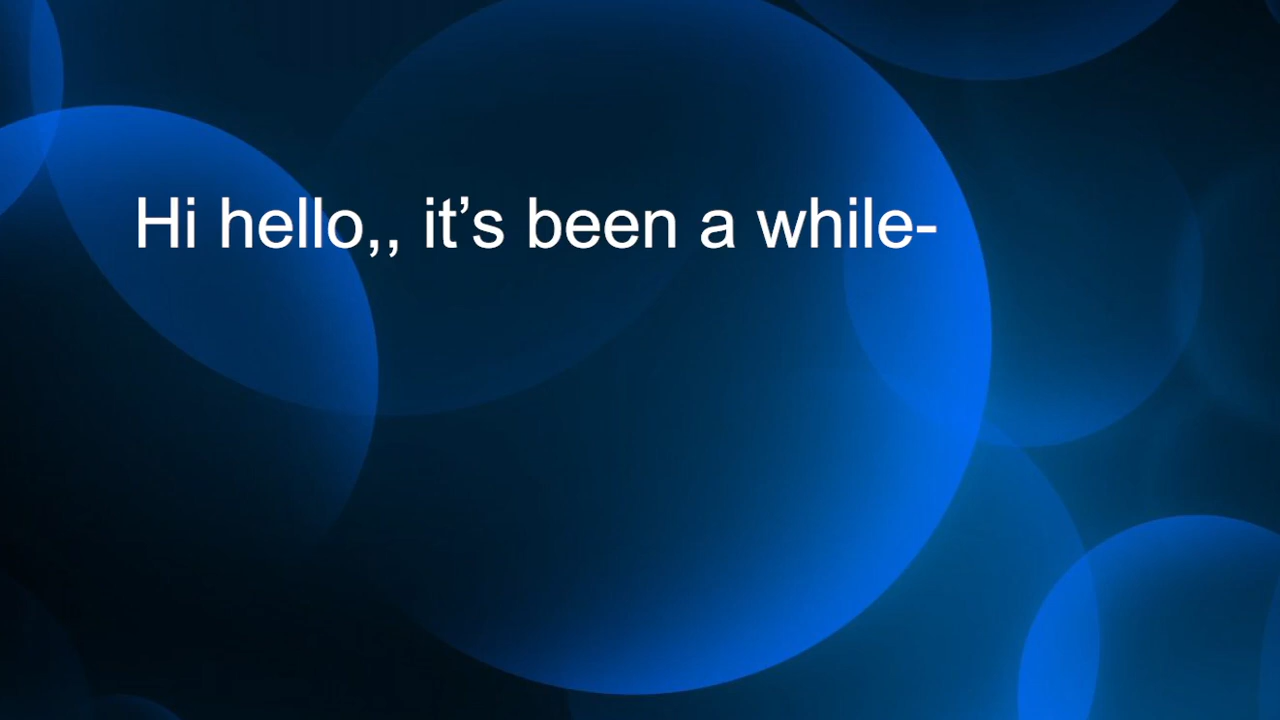 Hi hello,, it’s been a while-